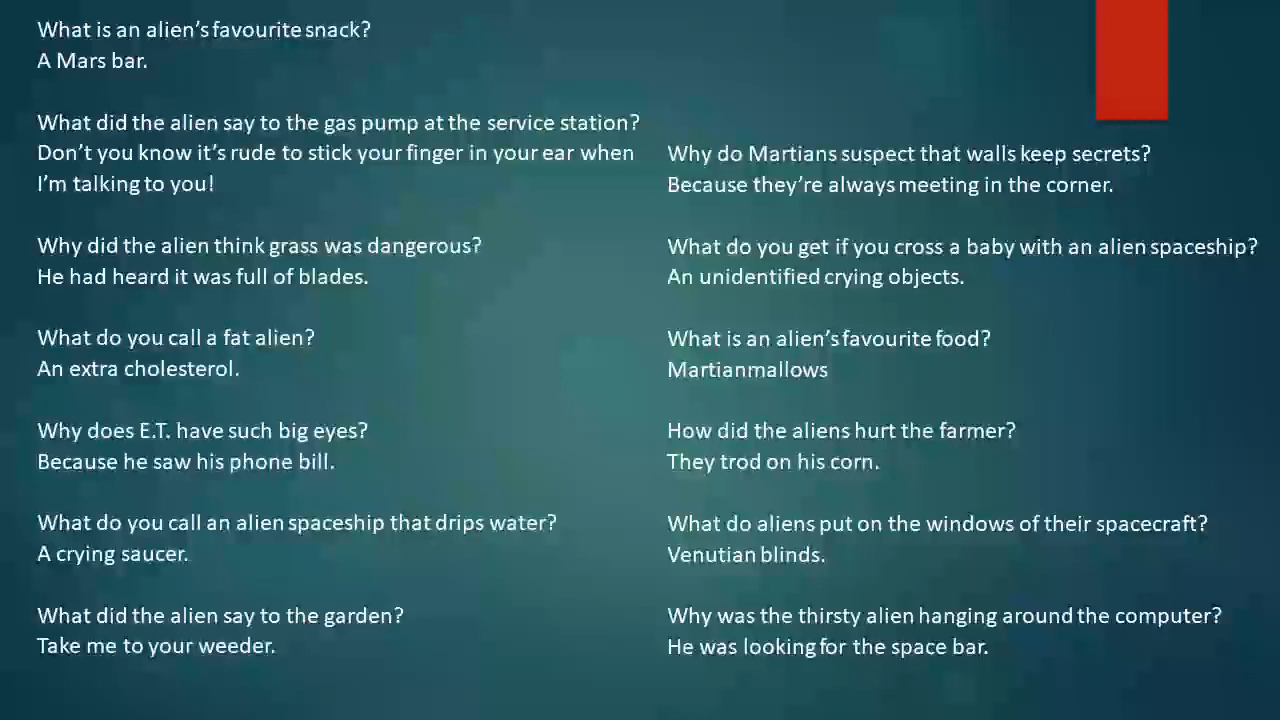 What is an alien’s favourite snack?
A Mars bar.
What did the alien say to the gas pump at the service station?
Don’t you know it’s rude to stick your finger in your ear when
I’m talking to you!
Why did the alien think grass was dangerous?
He had heard it was full of blades.
What do you call a fat alien?
An extra cholesterol.
Why does E.T. have such big eyes?
Because he saw his phone bill.
What do you call an alien spaceship that drips water?
A crying saucer.
What did the alien say to the garden?
Take me to your weeder.
Why do Martians suspect that walls keep secrets?
Because they’re always meeting in the corner.
What do you get if you cross a baby with an alien spaceship?
An unidentified crying objects.
What is an alien’s favourite food?
Martianmallows
How did the aliens hurt the farmer?
They trod on his corn.
What do aliens put on the windows of their spacecraft?
Venutian blinds.
Why was the thirsty alien hanging around the computer?
He was looking for the space bar.